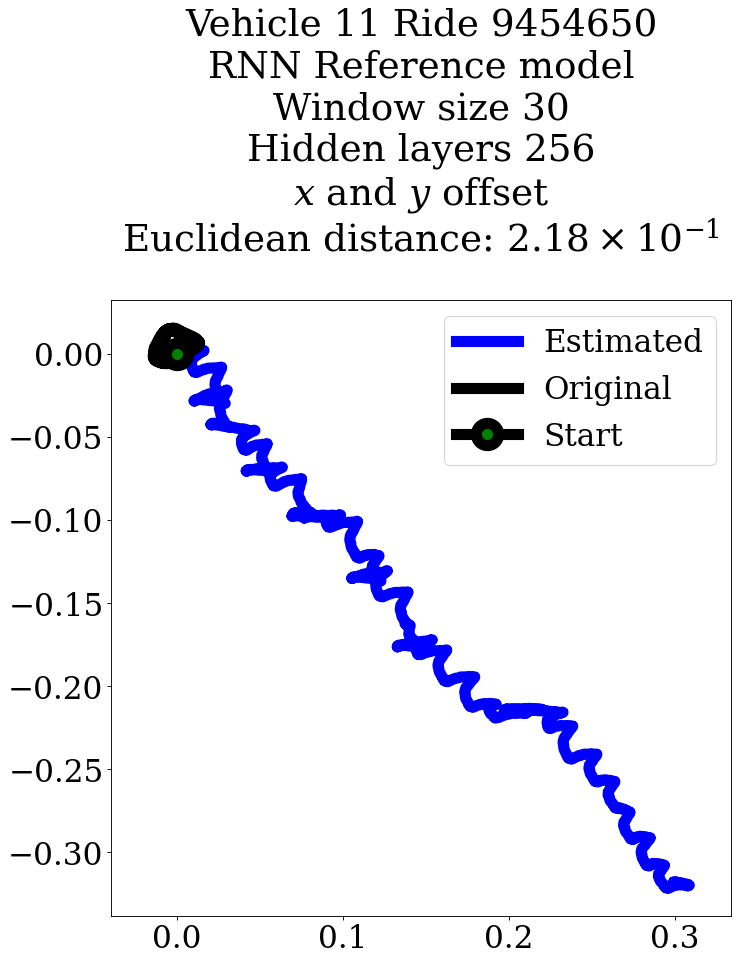 Vehicle 11 Ride 9454650
RNN Reference model
Window size 30
Hidden layers 256
x and y offset
Euclidean distance: 2.18 × 10⁻¹
Estimated
Original
Start
0.00
−0.05
−0.10
−0.15
−0.20
−0.25
−0.30
0.0 0.1 0.2 0.3